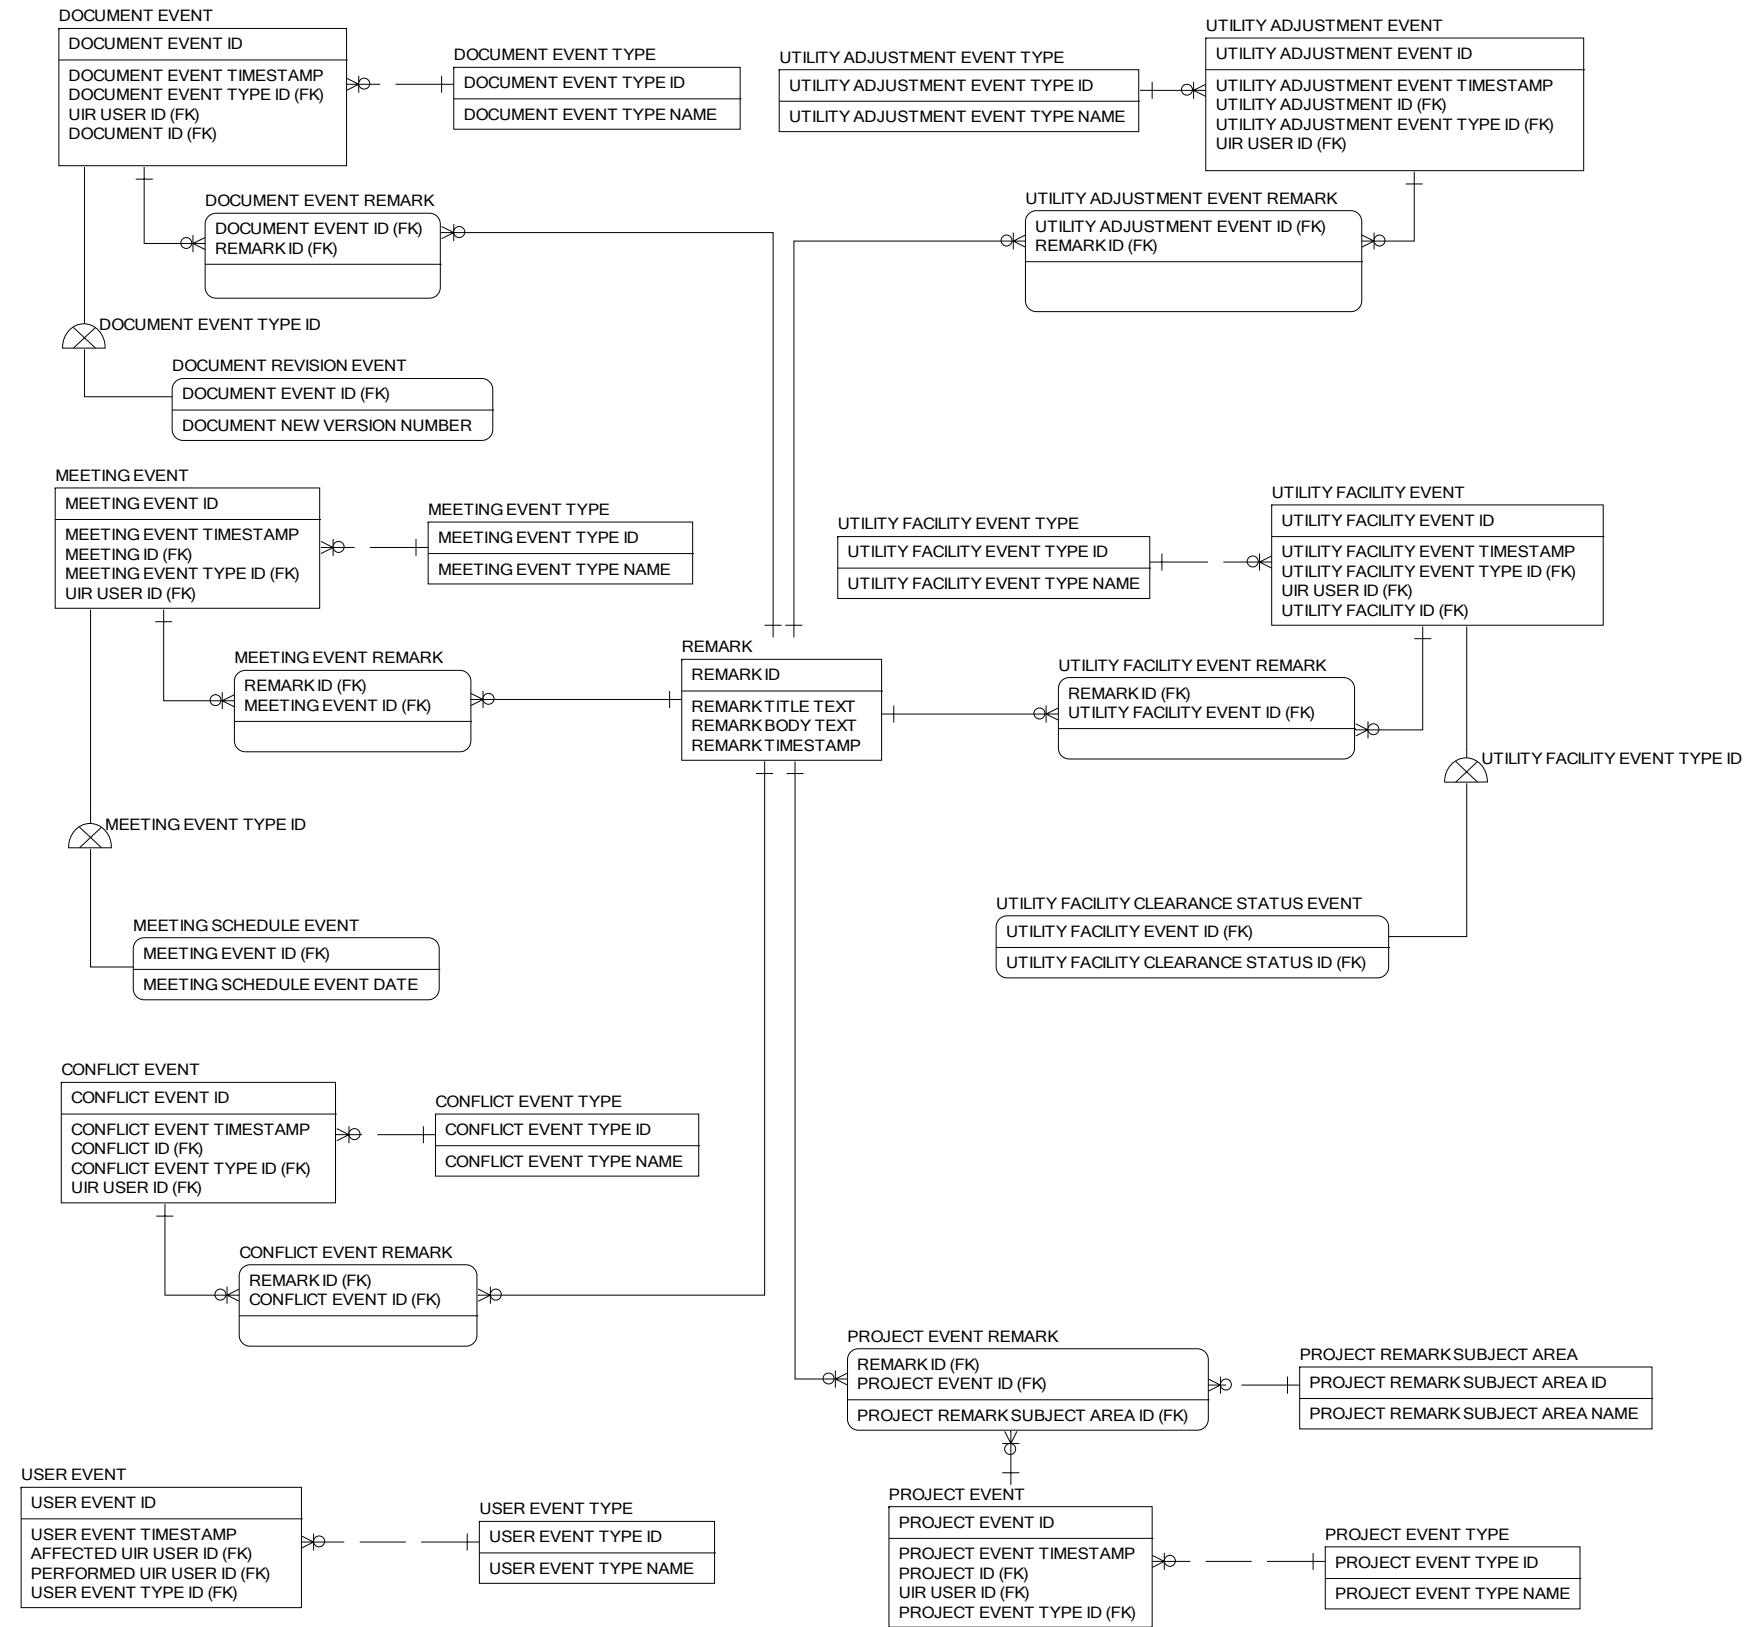 DOCUMENT EVENT
DOCUMENT EVENT ID
DOCUMENT EVENT TIMESTAMP
DOCUMENT EVENT TYPE ID (FK)
UIR USER ID (FK)
DOCUMENT ID (FK)
DOCUMENT EVENT TYPE
DOCUMENT EVENT TYPE ID
DOCUMENT EVENT TYPE NAME
UTILITY ADJUSTMENT EVENT TYPE
UTILITY ADJUSTMENT EVENT TYPE ID
UTILITY ADJUSTMENT EVENT TYPE NAME
UTILITY ADJUSTMENT EVENT
UTILITY ADJUSTMENT EVENT ID
UTILITY ADJUSTMENT EVENT TIMESTAMP
UTILITY ADJUSTMENT ID (FK)
UTILITY ADJUSTMENT EVENT TYPE ID (FK)
UIR USER ID (FK)
DOCUMENT EVENT REMARK
DOCUMENT EVENT ID (FK)
REMARK ID (FK)
UTILITY ADJUSTMENT EVENT REMARK
UTILITY ADJUSTMENT EVENT ID (FK)
REMARK ID (FK)
DOCUMENT EVENT TYPE ID
DOCUMENT REVISION EVENT
DOCUMENT EVENT ID (FK)
DOCUMENT NEW VERSION NUMBER
MEETING EVENT
MEETING EVENT ID
MEETING EVENT TIMESTAMP
MEETING ID (FK)
MEETING EVENT TYPE ID (FK)
UIR USER ID (FK)
MEETING EVENT TYPE
MEETING EVENT TYPE ID
MEETING EVENT TYPE NAME
UTILITY FACILITY EVENT TYPE
UTILITY FACILITY EVENT TYPE ID
UTILITY FACILITY EVENT TYPE NAME
UTILITY FACILITY EVENT
UTILITY FACILITY EVENT ID
UTILITY FACILITY EVENT TIMESTAMP
UTILITY FACILITY EVENT TYPE ID (FK)
UIR USER ID (FK)
UTILITY FACILITY ID (FK)
MEETING EVENT REMARK
REMARK ID (FK)
MEETING EVENT ID (FK)
REMARK
REMARK ID
REMARK TITLE TEXT
REMARK BODY TEXT
REMARK TIMESTAMP
UTILITY FACILITY EVENT REMARK
REMARK ID (FK)
UTILITY FACILITY EVENT ID (FK)
UTILITY FACILITY EVENT TYPE ID
MEETING EVENT TYPE ID
MEETING SCHEDULE EVENT
MEETING EVENT ID (FK)
MEETING SCHEDULE EVENT DATE
UTILITY FACILITY CLEARANCE STATUS EVENT
UTILITY FACILITY EVENT ID (FK)
UTILITY FACILITY CLEARANCE STATUS ID (FK)
CONFLICT EVENT
CONFLICT EVENT ID
CONFLICT EVENT TIMESTAMP
CONFLICT ID (FK)
CONFLICT EVENT TYPE ID (FK)
UIR USER ID (FK)
CONFLICT EVENT TYPE
CONFLICT EVENT TYPE ID
CONFLICT EVENT TYPE NAME
CONFLICT EVENT REMARK
REMARK ID (FK)
CONFLICT EVENT ID (FK)
PROJECT EVENT REMARK
REMARK ID (FK)
PROJECT EVENT ID (FK)
PROJECT REMARK SUBJECT AREA ID (FK)
PROJECT REMARK SUBJECT AREA
PROJECT REMARK SUBJECT AREA ID
PROJECT REMARK SUBJECT AREA NAME
USER EVENT
USER EVENT ID
USER EVENT TIMESTAMP
AFFECTED UIR USER ID (FK)
PERFORMED UIR USER ID (FK)
USER EVENT TYPE ID (FK)
USER EVENT TYPE
USER EVENT TYPE ID
USER EVENT TYPE NAME
PROJECT EVENT
PROJECT EVENT ID
PROJECT EVENT TIMESTAMP
PROJECT ID (FK)
UIR USER ID (FK)
PROJECT EVENT TYPE ID (FK)
PROJECT EVENT TYPE
PROJECT EVENT TYPE ID
PROJECT EVENT TYPE NAME